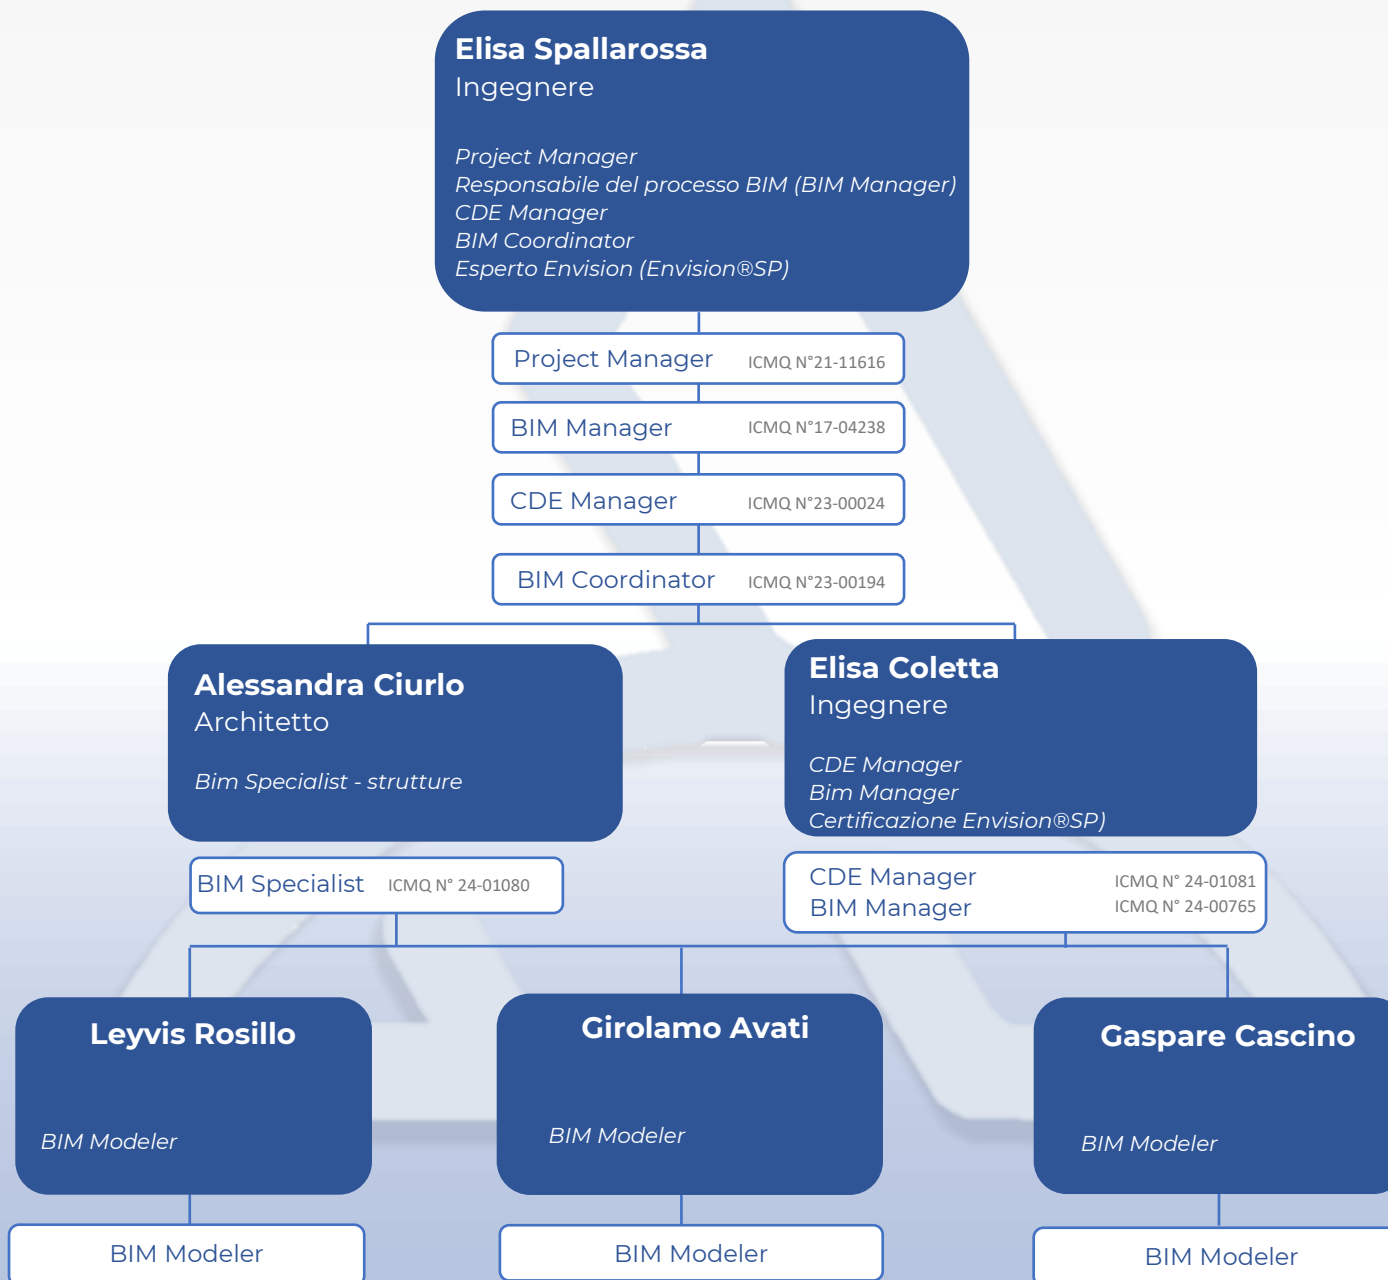 Elisa Spallarossa
Ingegnere
Project Manager
Responsabile del processo BIM (BIM Manager)
CDE Manager
BIM Coordinator
Esperto Envision (Envision®SP)
Project Manager ICMQ N°21-11616
BIM Manager ICMQ N°17-04238
CDE Manager ICMQ N°23-00024
BIM Coordinator ICMQ N°23-00194
Alessandra Ciurlo
Architetto
Bim Specialist - strutture
BIM Specialist ICMQ N° 24-01080
Elisa Coletta
Ingegnere
CDE Manager
Bim Manager
Certificazione Envision®SP)
CDE Manager ICMQ N° 24-01081
BIM Manager ICMQ N° 24-00765
Leyvis Rosillo
BIM Modeler
BIM Modeler
Girolamo Avati
BIM Modeler
BIM Modeler
Gaspare Cascino
BIM Modeler
BIM Modeler